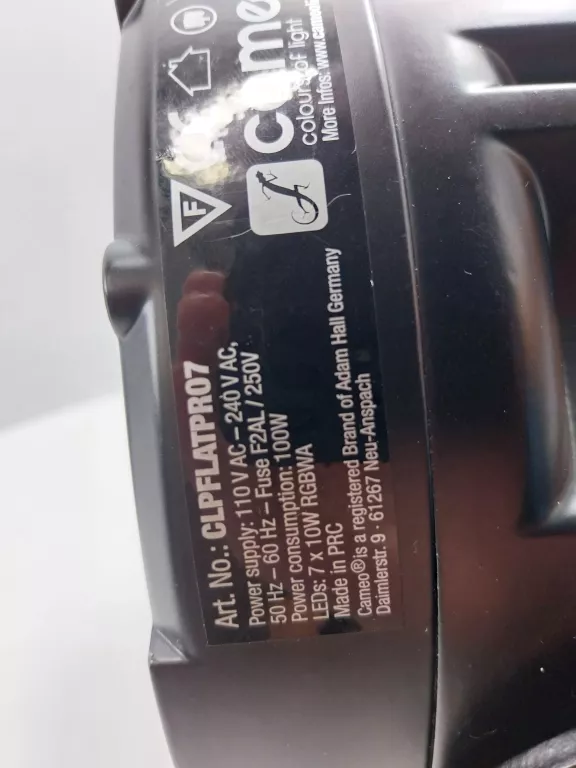 came
colours of light
More Infos: www.cameol
F
Art. No.: CLPFLATPRO7
Power supply: 110 V AC – 240 V AC,
50 Hz – 60 Hz – Fuse F2AL / 250V
Power consumption: 100W
LEDs: 7 x 10W RGBWA
Made in PRC
Cameo® is a registered Brand of Adam Hall Germany
Daimlerstr. 9 · 61267 Neu-Anspach